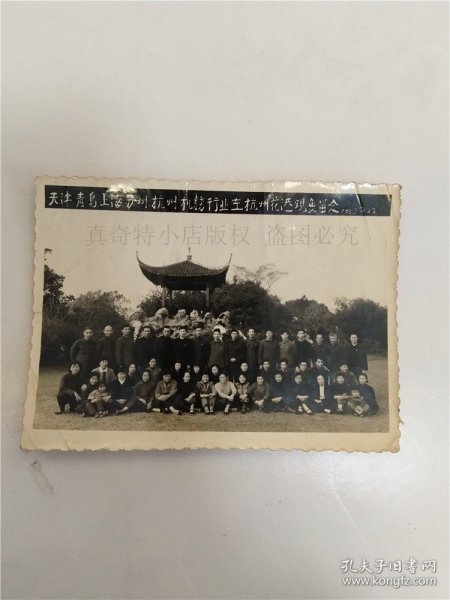 天津青岛上海苏州杭州机纺行业在杭州花港观鱼留念
真奇特小店版权 盗图必究
孔夫子旧书网
www.kongfz.com